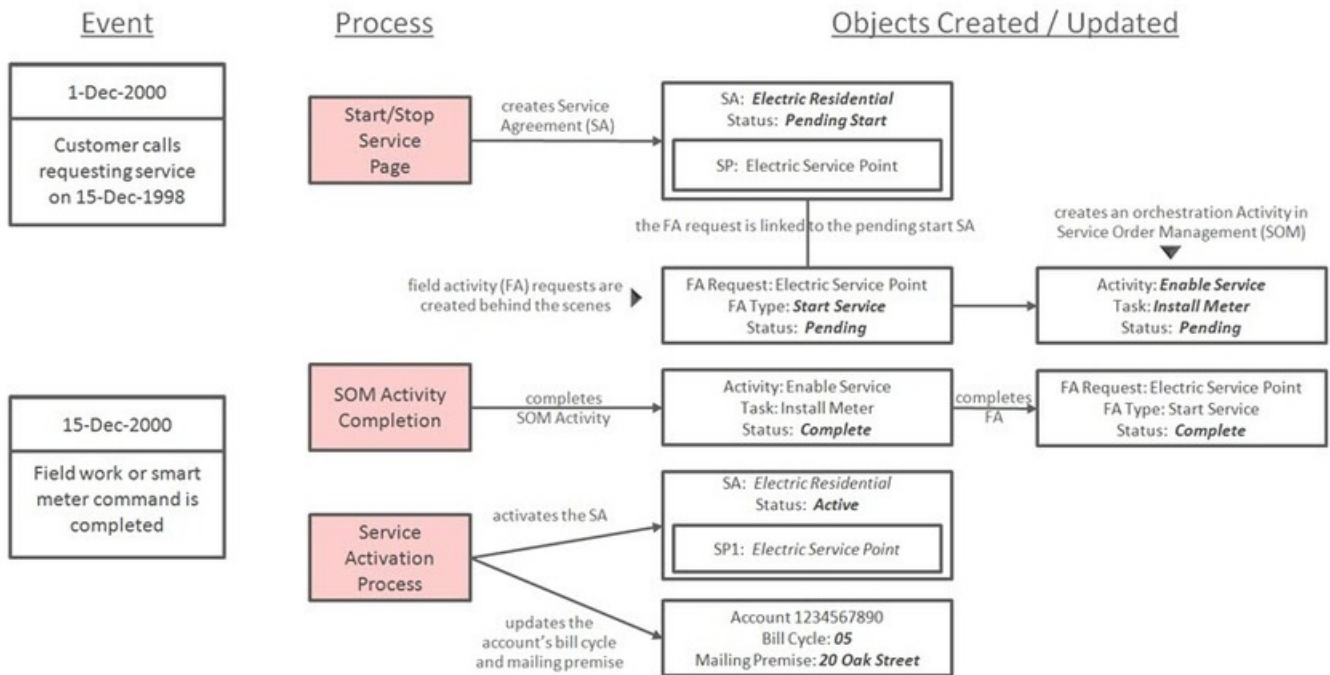 Event
Process
Objects Created / Updated
1-Dec-2000
Customer calls
requesting service
on 15-Dec-1998
Start/Stop
Service
Page
creates Service
Agreement (SA)
SA: Electric Residential
Status: Pending Start
SP: Electric Service Point
the FA request is linked to the pending start SA
creates an orchestration Activity in
Service Order Management (SOM)
field activity (FA) requests are
created behind the scenes
FA Request: Electric Service Point
FA Type: Start Service
Status: Pending
Activity: Enable Service
Task: Install Meter
Status: Pending
15-Dec-2000
Field work or smart
meter command is
completed
SOM Activity
Completion
completes
SOM Activity
Activity: Enable Service
Task: Install Meter
Status: Complete
completes
FA
FA Request: Electric Service Point
FA Type: Start Service
Status: Complete
Service
Activation
Process
activates the SA
SA: Electric Residential
Status: Active
SP1: Electric Service Point
updates the
account's bill cycle
and mailing premise
Account 1234567890
Bill Cycle: 05
Mailing Premise: 20 Oak Street